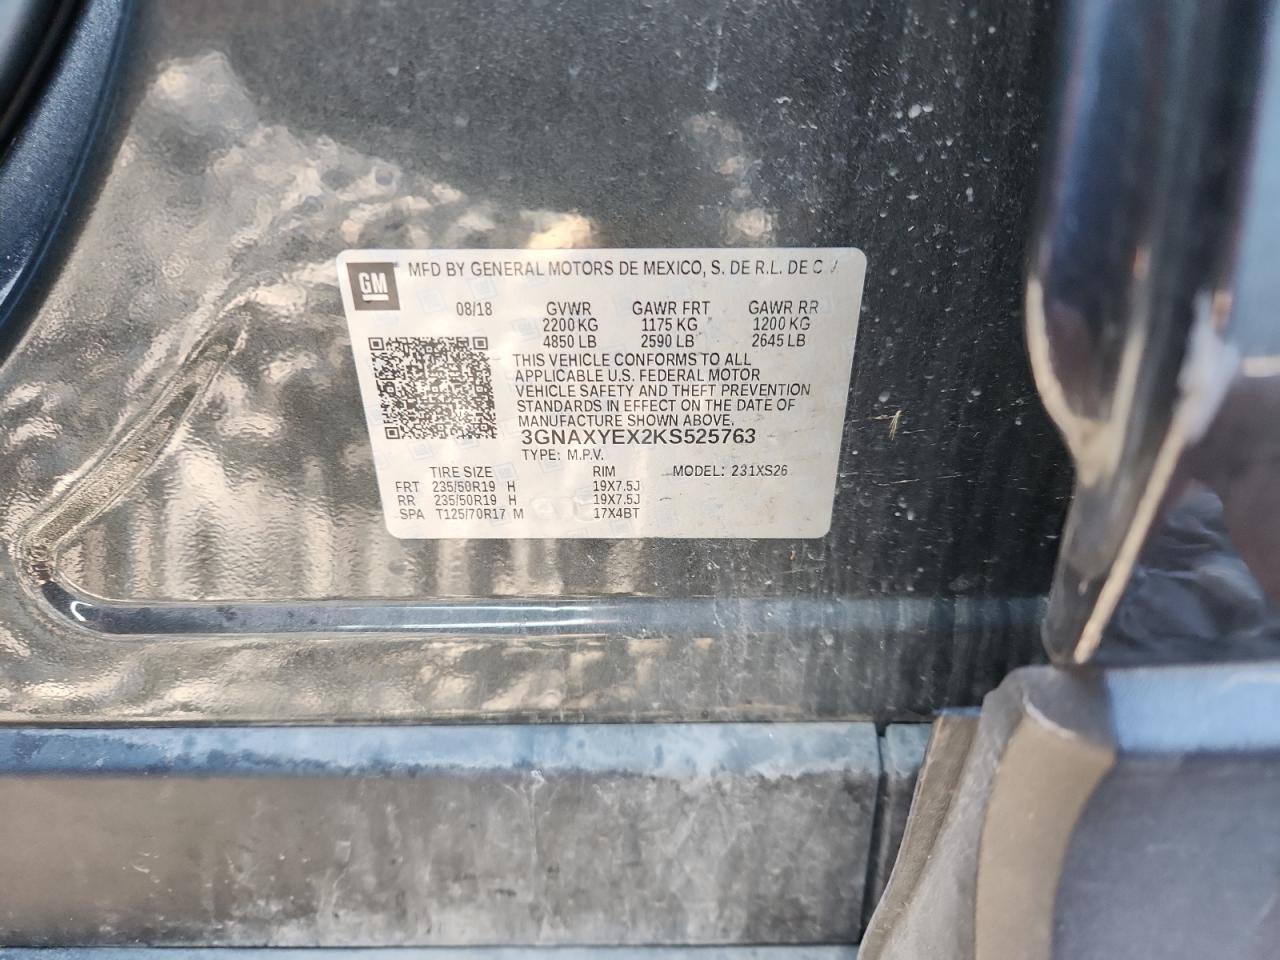 GM
MFD BY GENERAL MOTORS DE MEXICO, S. DE R.L. DE C V
08/18 GVWR GAWR FRT GAWR RR
2200 KG 1175 KG 1200 KG
4850 LB 2590 LB 2645 LB
THIS VEHICLE CONFORMS TO ALL
APPLICABLE U.S. FEDERAL MOTOR
VEHICLE SAFETY AND THEFT PREVENTION
STANDARDS IN EFFECT ON THE DATE OF
MANUFACTURE SHOWN ABOVE.
3GNAXYEX2KS525763
TYPE: M.P.V.
TIRE SIZE RIM MODEL: 231XS26
FRT 235/50R19 H 19X7.5J
RR 235/50R19 H 19X7.5J
SPA T125/70R17 M 17X4BT